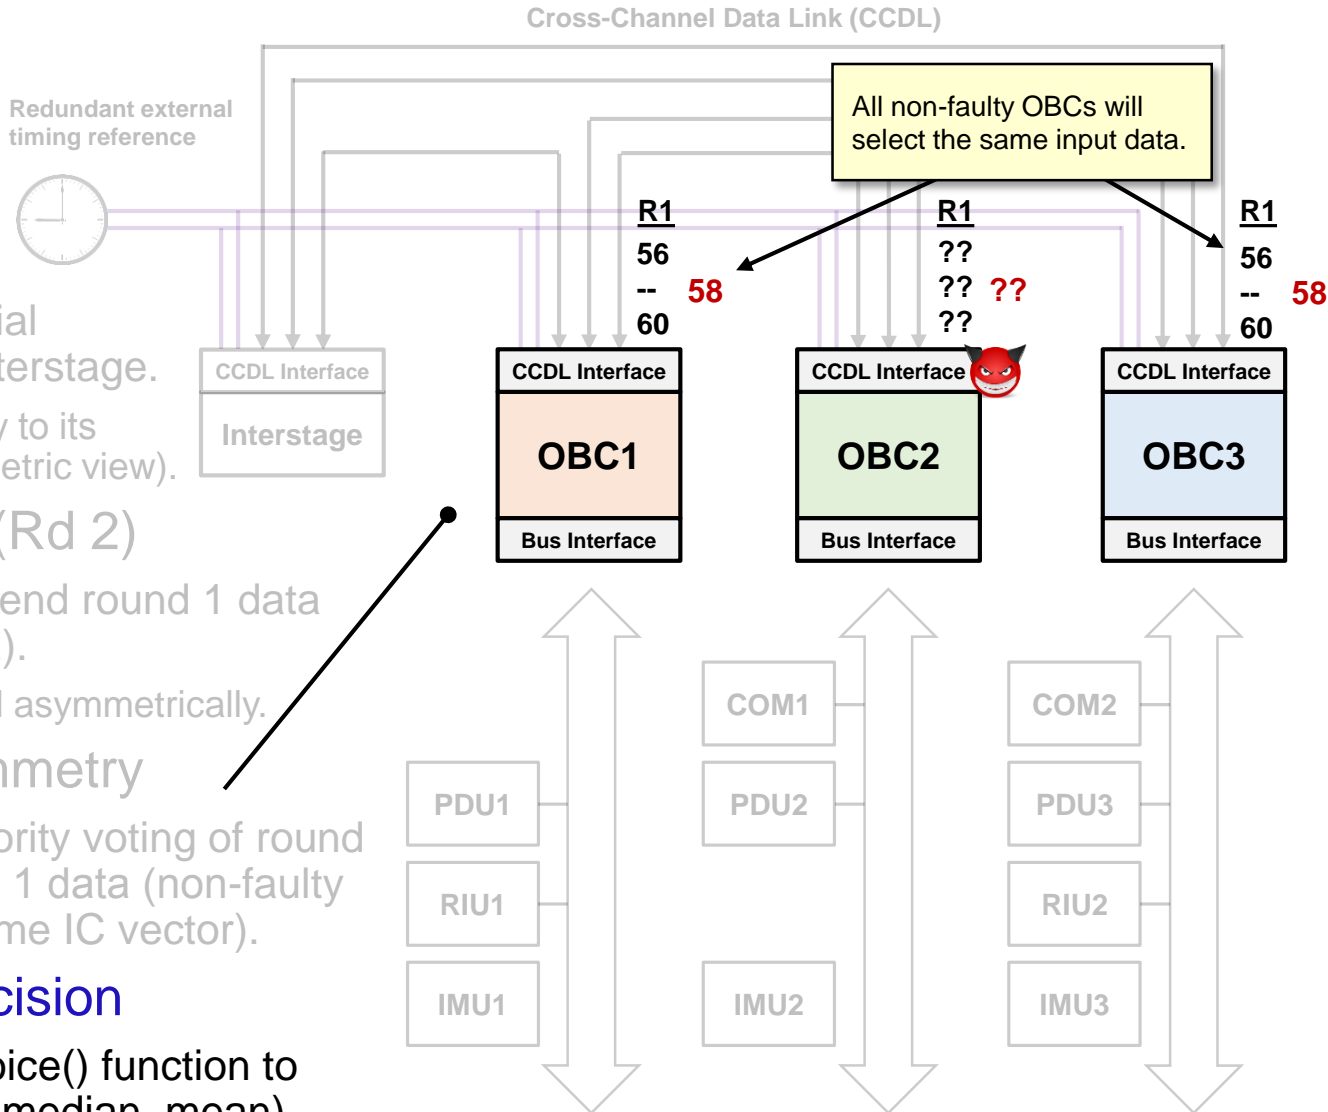 Cross-Channel Data Link (CCDL)
Redundant external
timing reference
All non-faulty OBCs will
select the same input data.
R1
56
--
60
58
R1
??
??
??
??
R1
56
--
60
58
ial
terstage.
y to its
etric view).
(Rd 2)
end round 1 data
).
l asymmetrically.
nmetry
ority voting of round
1 data (non-faulty
me IC vector).
cision
oice() function to
median, mean)
CCDL Interface
Interstage
CCDL Interface
OBC1
Bus Interface
CCDL Interface
OBC2
Bus Interface
CCDL Interface
OBC3
Bus Interface
COM1
COM2
PDU1
PDU2
PDU3
RIU1
RIU2
IMU1
IMU2
IMU3